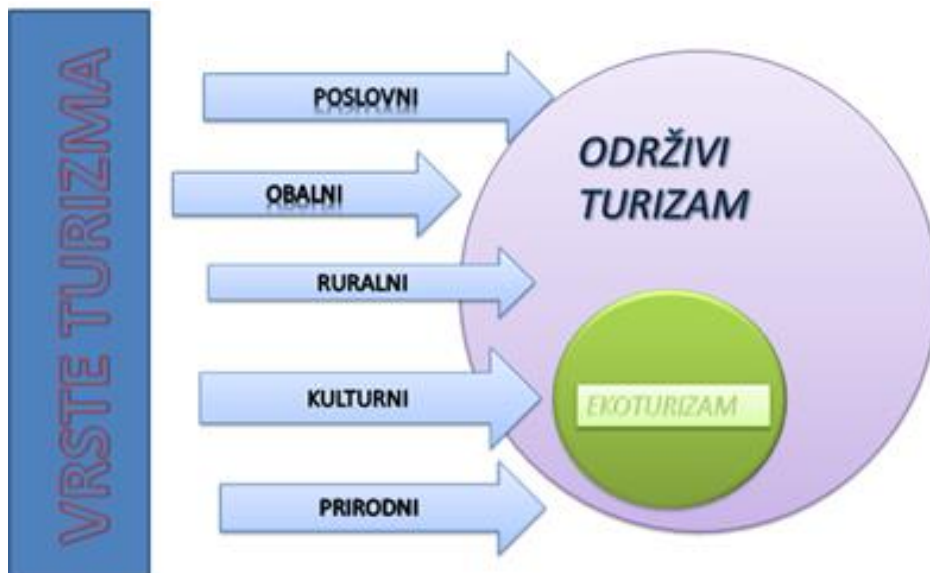 VRSTE TURIZMA
POSLOVNI
OBALNI
RURALNI
KULTURNI
PRIRODNI
ODRŽIVI
TURIZAM
EKOTURIZAM